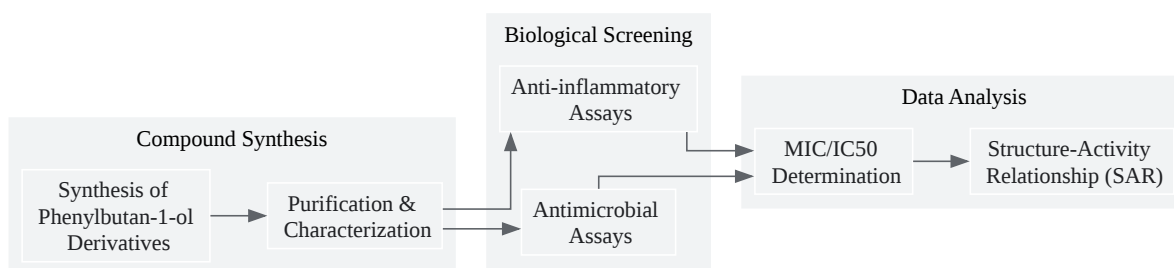 Compound Synthesis
Synthesis of
Phenylbutan-1-ol
Derivatives
Purification &
Characterization
Biological Screening
Anti-inflammatory
Assays
Antimicrobial
Assays
Data Analysis
MIC/IC50
Determination
Structure-Activity
Relationship (SAR)